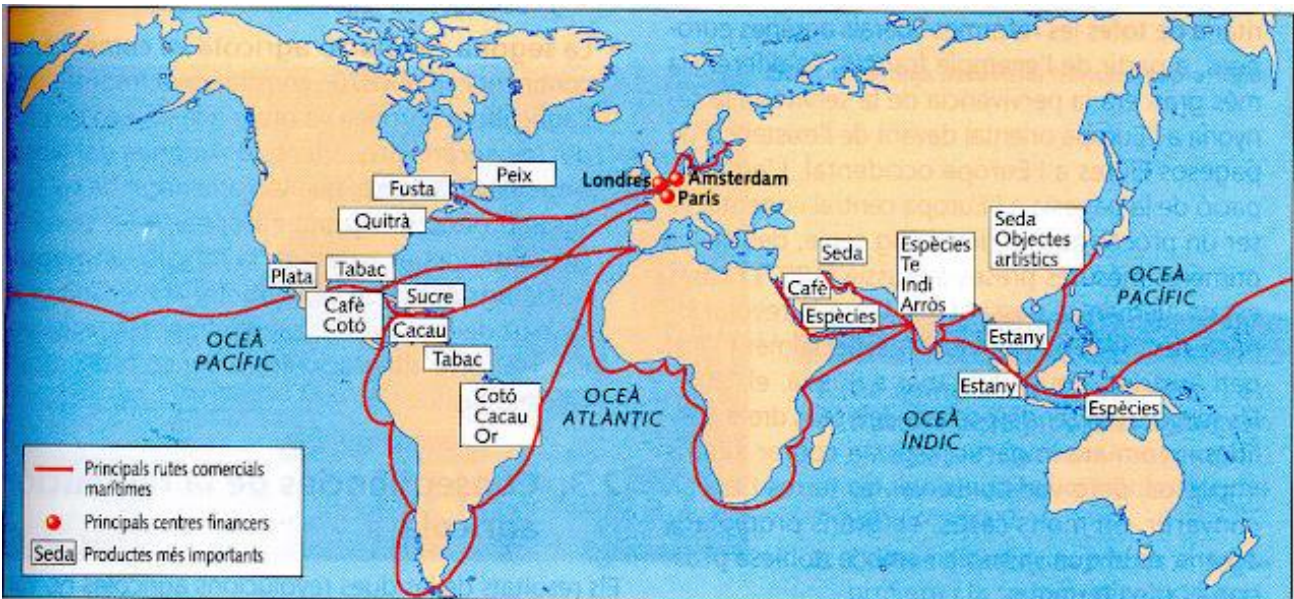 Peix
Fusta
Quitrà
Londres
Amsterdam
París
Plata
Tabac
Cafè
Cotó
Sucre
Cacau
Tabac
Cotó
Cacau
Or
OCEÀ
PACÍFIC
OCEÀ
ATLÀNTIC
Seda
Cafè
Espècies
Espècies
Te
Indi
Arròs
Seda
Objectes
artístics
OCEÀ
PACÍFIC
Estany
Estany
Espècies
OCEÀ
ÍNDIC
Principals rutes comercials
marítimes
Principals centres financers
Seda Productes més importants